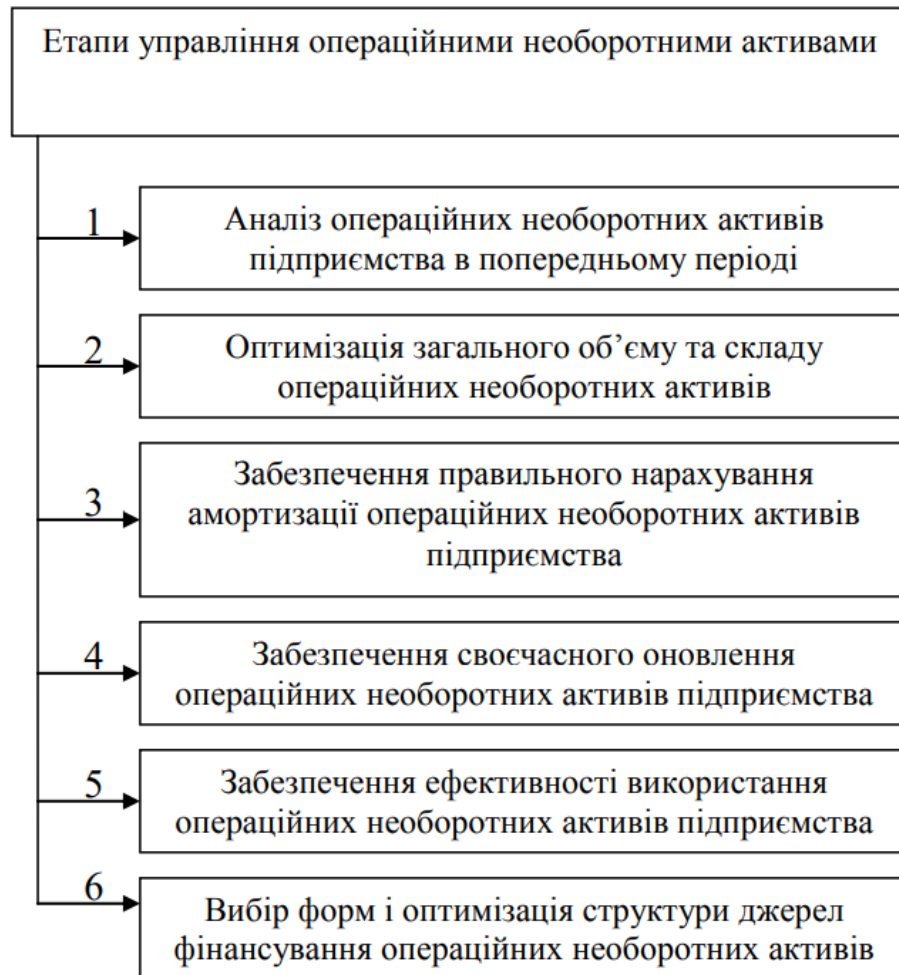 Етапи управління операційними необоротними активами
1
Аналіз операційних необоротних активів
підприємства в попередньому періоді
2
Оптимізація загального об’єму та складу
операційних необоротних активів
3
Забезпечення правильного нарахування
амортизації операційних необоротних активів
підприємства
4
Забезпечення своєчасного оновлення
операційних необоротних активів підприємства
5
Забезпечення ефективності використання
операційних необоротних активів підприємства
6
Вибір форм і оптимізація структури джерел
фінансування операційних необоротних активів